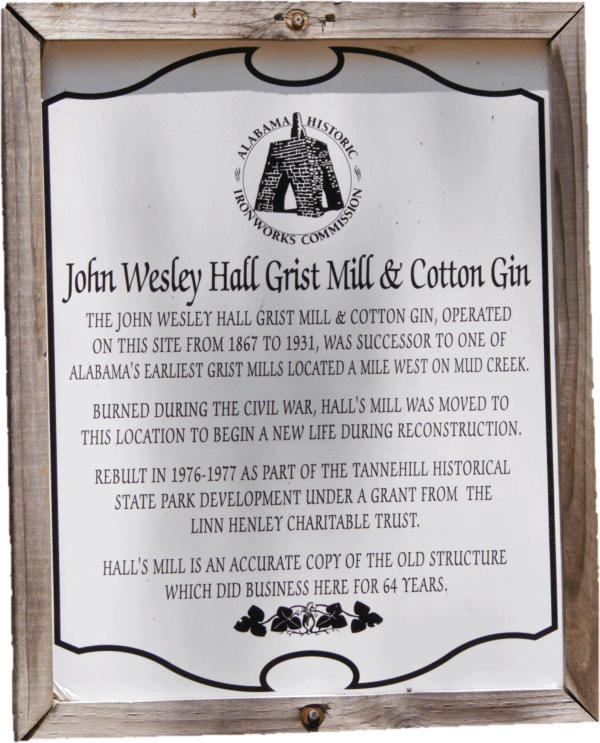 ALABAMA HISTORIC
IRONWORKS COMMISSION
John Wesley Hall Grist Mill & Cotton Gin
THE JOHN WESLEY HALL GRIST MILL & COTTON GIN, OPERATED
ON THIS SITE FROM 1867 TO 1931, WAS SUCCESSOR TO ONE OF
ALABAMA'S EARLIEST GRIST MILLS LOCATED A MILE WEST ON MUD CREEK.
BURNED DURING THE CIVIL WAR, HALL'S MILL WAS MOVED TO
THIS LOCATION TO BEGIN A NEW LIFE DURING RECONSTRUCTION.
REBULT IN 1976-1977 AS PART OF THE TANNEHILL HISTORICAL
STATE PARK DEVELOPMENT UNDER A GRANT FROM THE
LINN HENLEY CHARITABLE TRUST.
HALL'S MILL IS AN ACCURATE COPY OF THE OLD STRUCTURE
WHICH DID BUSINESS HERE FOR 64 YEARS.